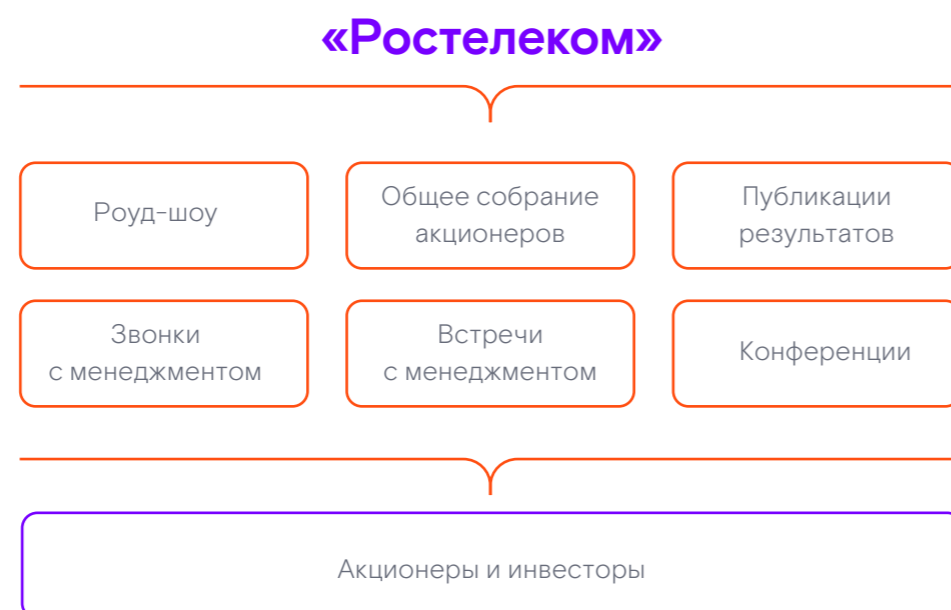 «Ростелеком»
Роуд-шоу
Общее собрание
акционеров
Публикации
результатов
Звонки
с менеджментом
Встречи
с менеджментом
Конференции
Акционеры и инвесторы